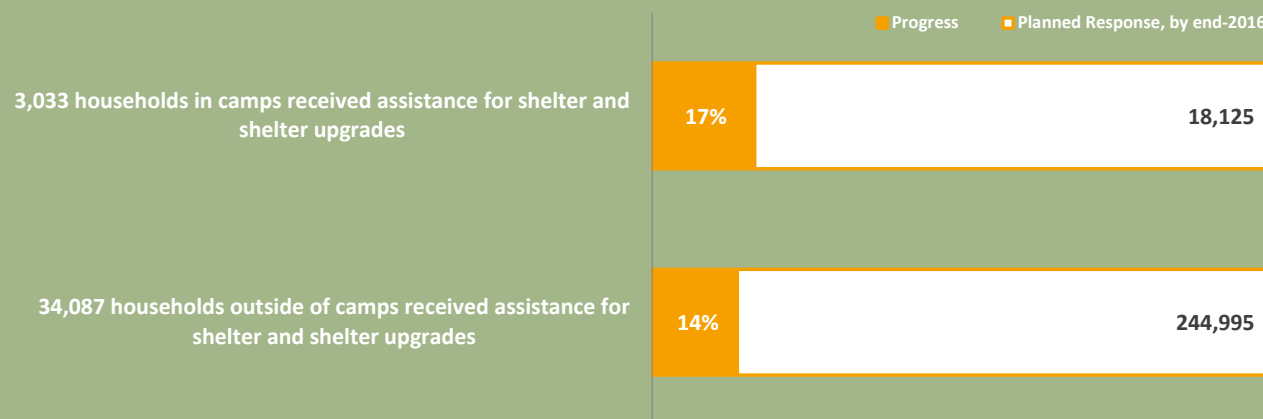 Progress Planned Response, by end-2016
3,033 households in camps received assistance for shelter and
shelter upgrades
17%
18,125
34,087 households outside of camps received assistance for
shelter and shelter upgrades
14%
244,995